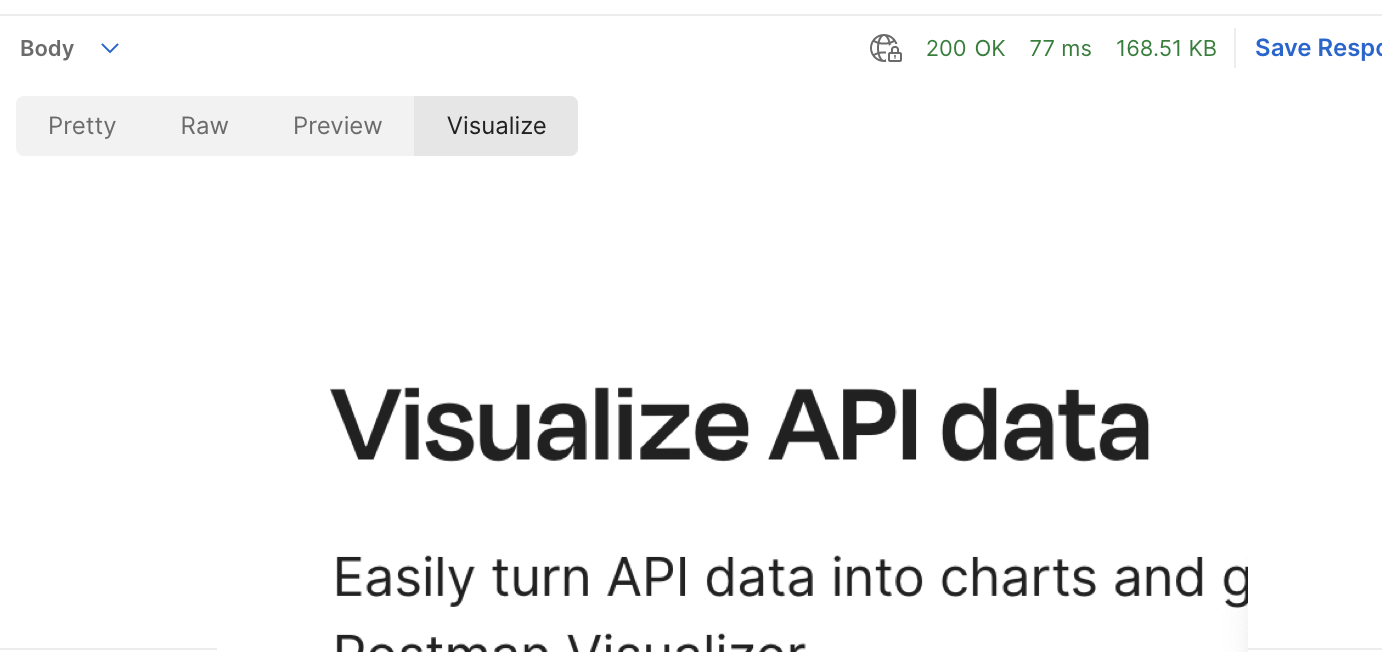 Body 200 OK 77 ms 168.51 KB Save Respo
Pretty Raw Preview Visualize
Visualize API data
Easily turn API data into charts and g
Postman Visualizer